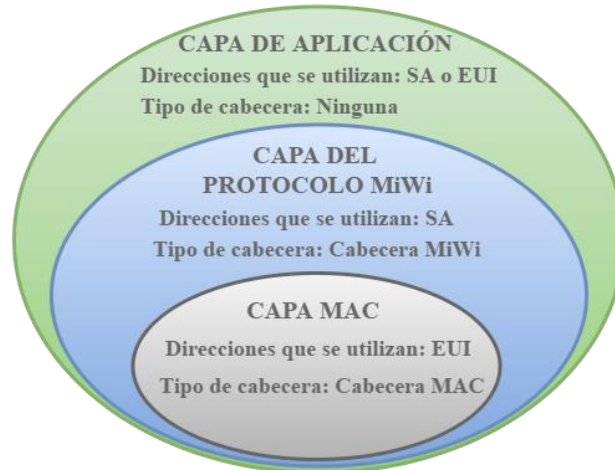 CAPA DE APLICACIÓN
Direcciones que se utilizan: SA o EUI
Tipo de cabecera: Ninguna
CAPA DEL
PROTOCOLO MiWi
Direcciones que se utilizan: SA
Tipo de cabecera: Cabecera MiWi
CAPA MAC
Direcciones que se utilizan: EUI
Tipo de cabecera: Cabecera MAC